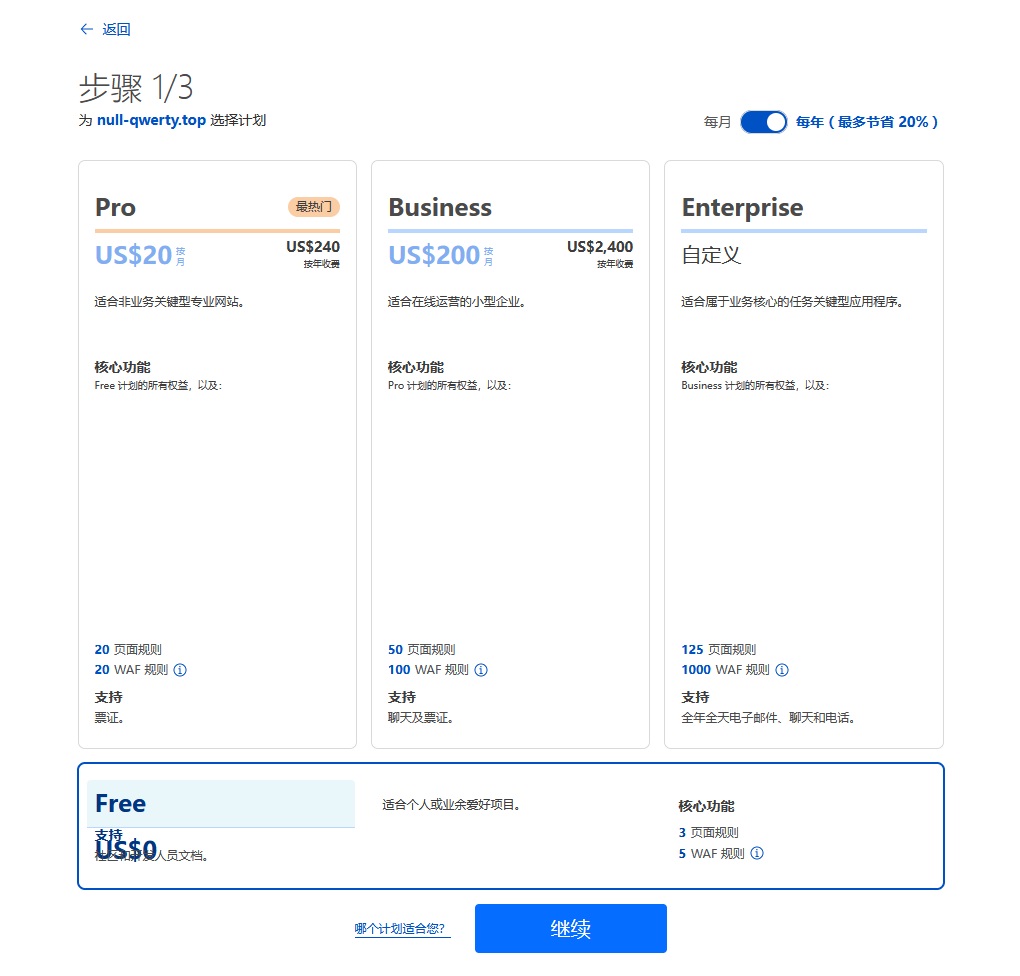 返回
步骤 1/3
为 null-qwerty.top 选择计划
每月 每年（最多节省 20%）
Pro 最热门
US$20 按月 US$240
按年收费
适合非业务关键型专业网站。
核心功能
Free 计划的所有权益，以及：
20 页面规则
20 WAF 规则
支持
票证。
Business
US$200 按月 US$2,400
按年收费
适合在线运营的小型企业。
核心功能
Pro 计划的所有权益，以及：
50 页面规则
100 WAF 规则
支持
聊天及票证。
Enterprise
自定义
适合属于业务核心的任务关键型应用程序。
核心功能
Business 计划的所有权益，以及：
125 页面规则
1000 WAF 规则
支持
全年全天电子邮件、聊天和电话。
Free
US$0
支持
社区和开发人员文档。
适合个人或业余爱好项目。
核心功能
3 页面规则
5 WAF 规则
哪个计划适合您？
继续